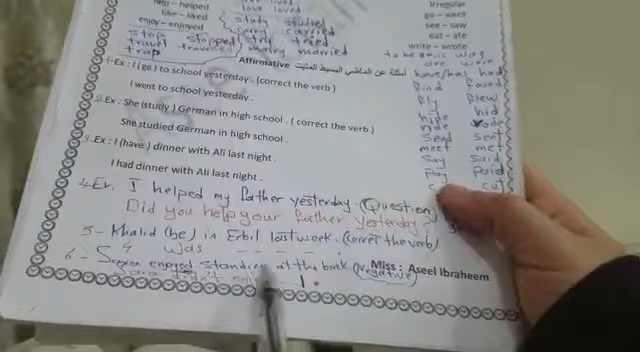 help – helped
like – liked
enjoy – enjoyed
love loved
study studied
carry carried
stop stopped
travel travelled
trap
marry married
irregular
go – went
see – saw
eat – ate
write – wrote
to be am is was
are were
have/has had
find found
fly flew
hide hid
ride rode
send sent
meet met
say said
pay paid
cut
Affirmative أمثلة عن الماضي البسيط المثبت
1-Ex : I (go ) to school yesterday . (correct the verb )
I went to school yesterday .
2.Ex : She (study ) German in high school . ( correct the verb )
She studied German in high school .
3.Ex : I (have ) dinner with Ali last night .
I had dinner with Ali last night .
4.Ex. I helped my father yesterday . (Question)
Did you help your father yesterday ?
5 – Khalid (be) in Erbil last week . (correct the verb)
was
6 – enjoyed standing at the back (Negative)
Miss : Aseel Ibraheem